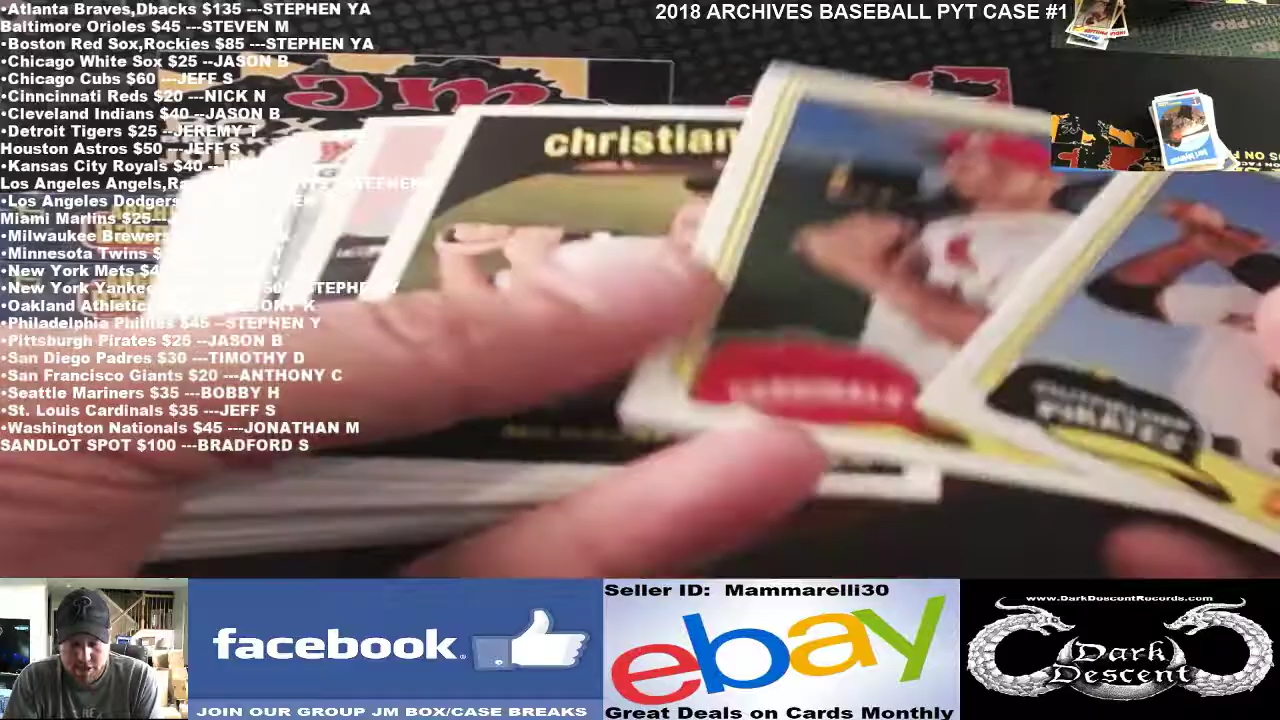 •Atlanta Braves,Dbacks $135 ---STEPHEN YA
Baltimore Orioles $45 ---STEVEN M
•Boston Red Sox,Rockies $85 ---STEPHEN YA
•Chicago White Sox $25 --JASON B
•Chicago Cubs $60 ---JEFF S
•Cinncinnati Reds $20 ---NICK N
•Cleveland Indians $40 --JASON B
•Detroit Tigers $25 --JEREMY T
Houston Astros $50 ---JEFF S
•Kansas City Royals $40
Los Angeles Angels
•Los Angeles Dodgers
Miami Marlins $25---
•Milwaukee Brewers
•Minnesota Twins
•New York Mets
•New York Yankee
•Oakland Athletic
•Philadelphia Phillies $45 --STEPHEN Y
•Pittsburgh Pirates $25 --JASON B
•San Diego Padres $30 ---TIMOTHY D
•San Francisco Giants $20 ---ANTHONY C
•Seattle Mariners $35 ---BOBBY H
•St. Louis Cardinals $35 ---JEFF S
•Washington Nationals $45 ---JONATHAN M
SANDLOT SPOT $100 ---BRADFORD S
2018 ARCHIVES BASEBALL PYT CASE #1
christian
CARDINALS
OUTFIELDER
PIRATES
facebook.
JOIN OUR GROUP JM BOX/CASE BREAKS
Seller ID: Mammarelli30
ebay
Great Deals on Cards Monthly
www.DarkDescentRecords.com
Dark
Descent